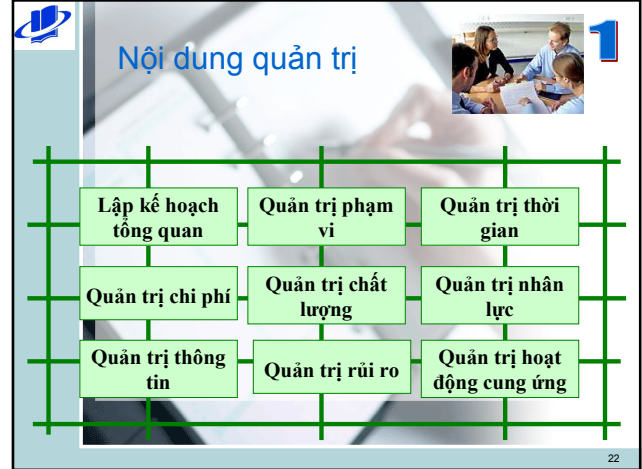 Nội dung quản trị
1
Lập kế hoạch
tổng quan
Quản trị phạm
vi
Quản trị thời
gian
Quản trị chi phí
Quản trị chất
lượng
Quản trị nhân
lực
Quản trị thông
tin
Quản trị rủi ro
Quản trị hoạt
động cung ứng
22